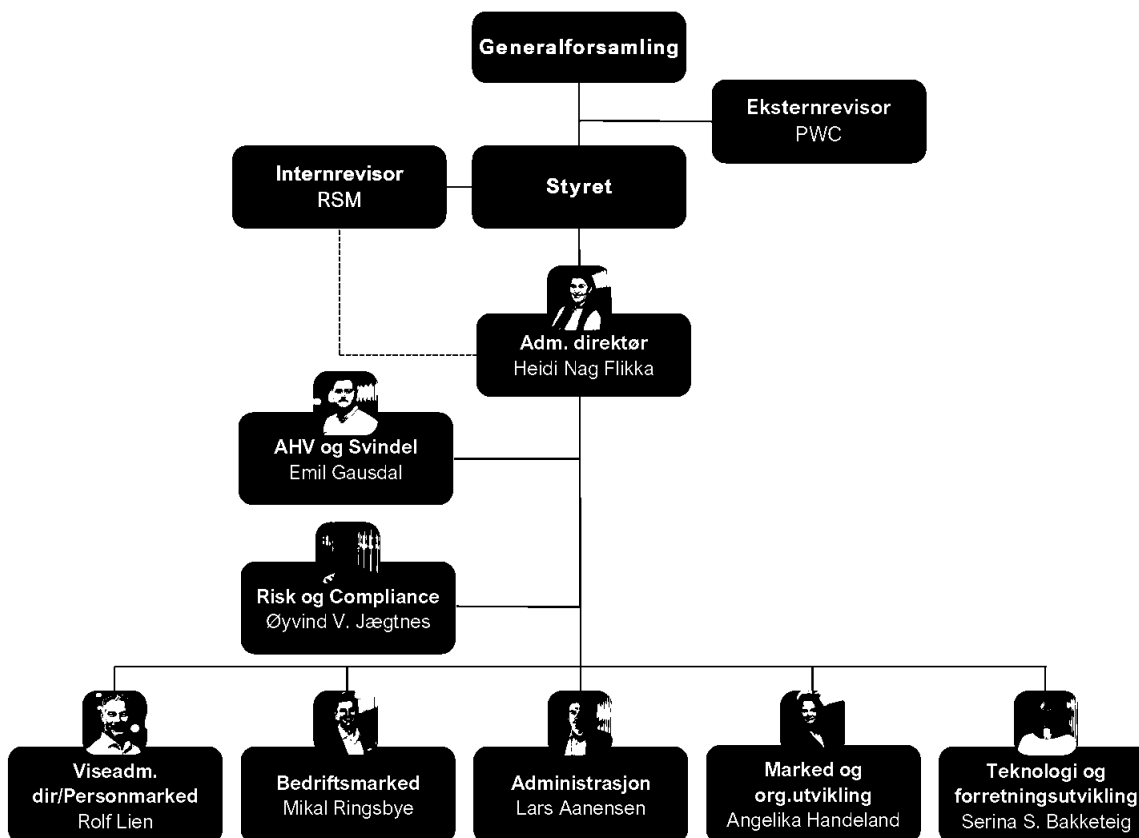 Generalforsamling
Eksternrevisor
PWC
Internrevisor
RSM
Styret
Adm. direktør
Heidi Nag Flikka
AHV og Svindel
Emil Gausdal
Risk og Compliance
Øyvind V. Jægtnes
Viseadm.
dir/Personmarked
Rolf Lien
Bedriftsmarked
Mikal Ringsbye
Administrasjon
Lars Aanensen
Marked og
org.utvikling
Angelika Handeland
Teknologi og
forretningsutvikling
Serina S. Bakketeig